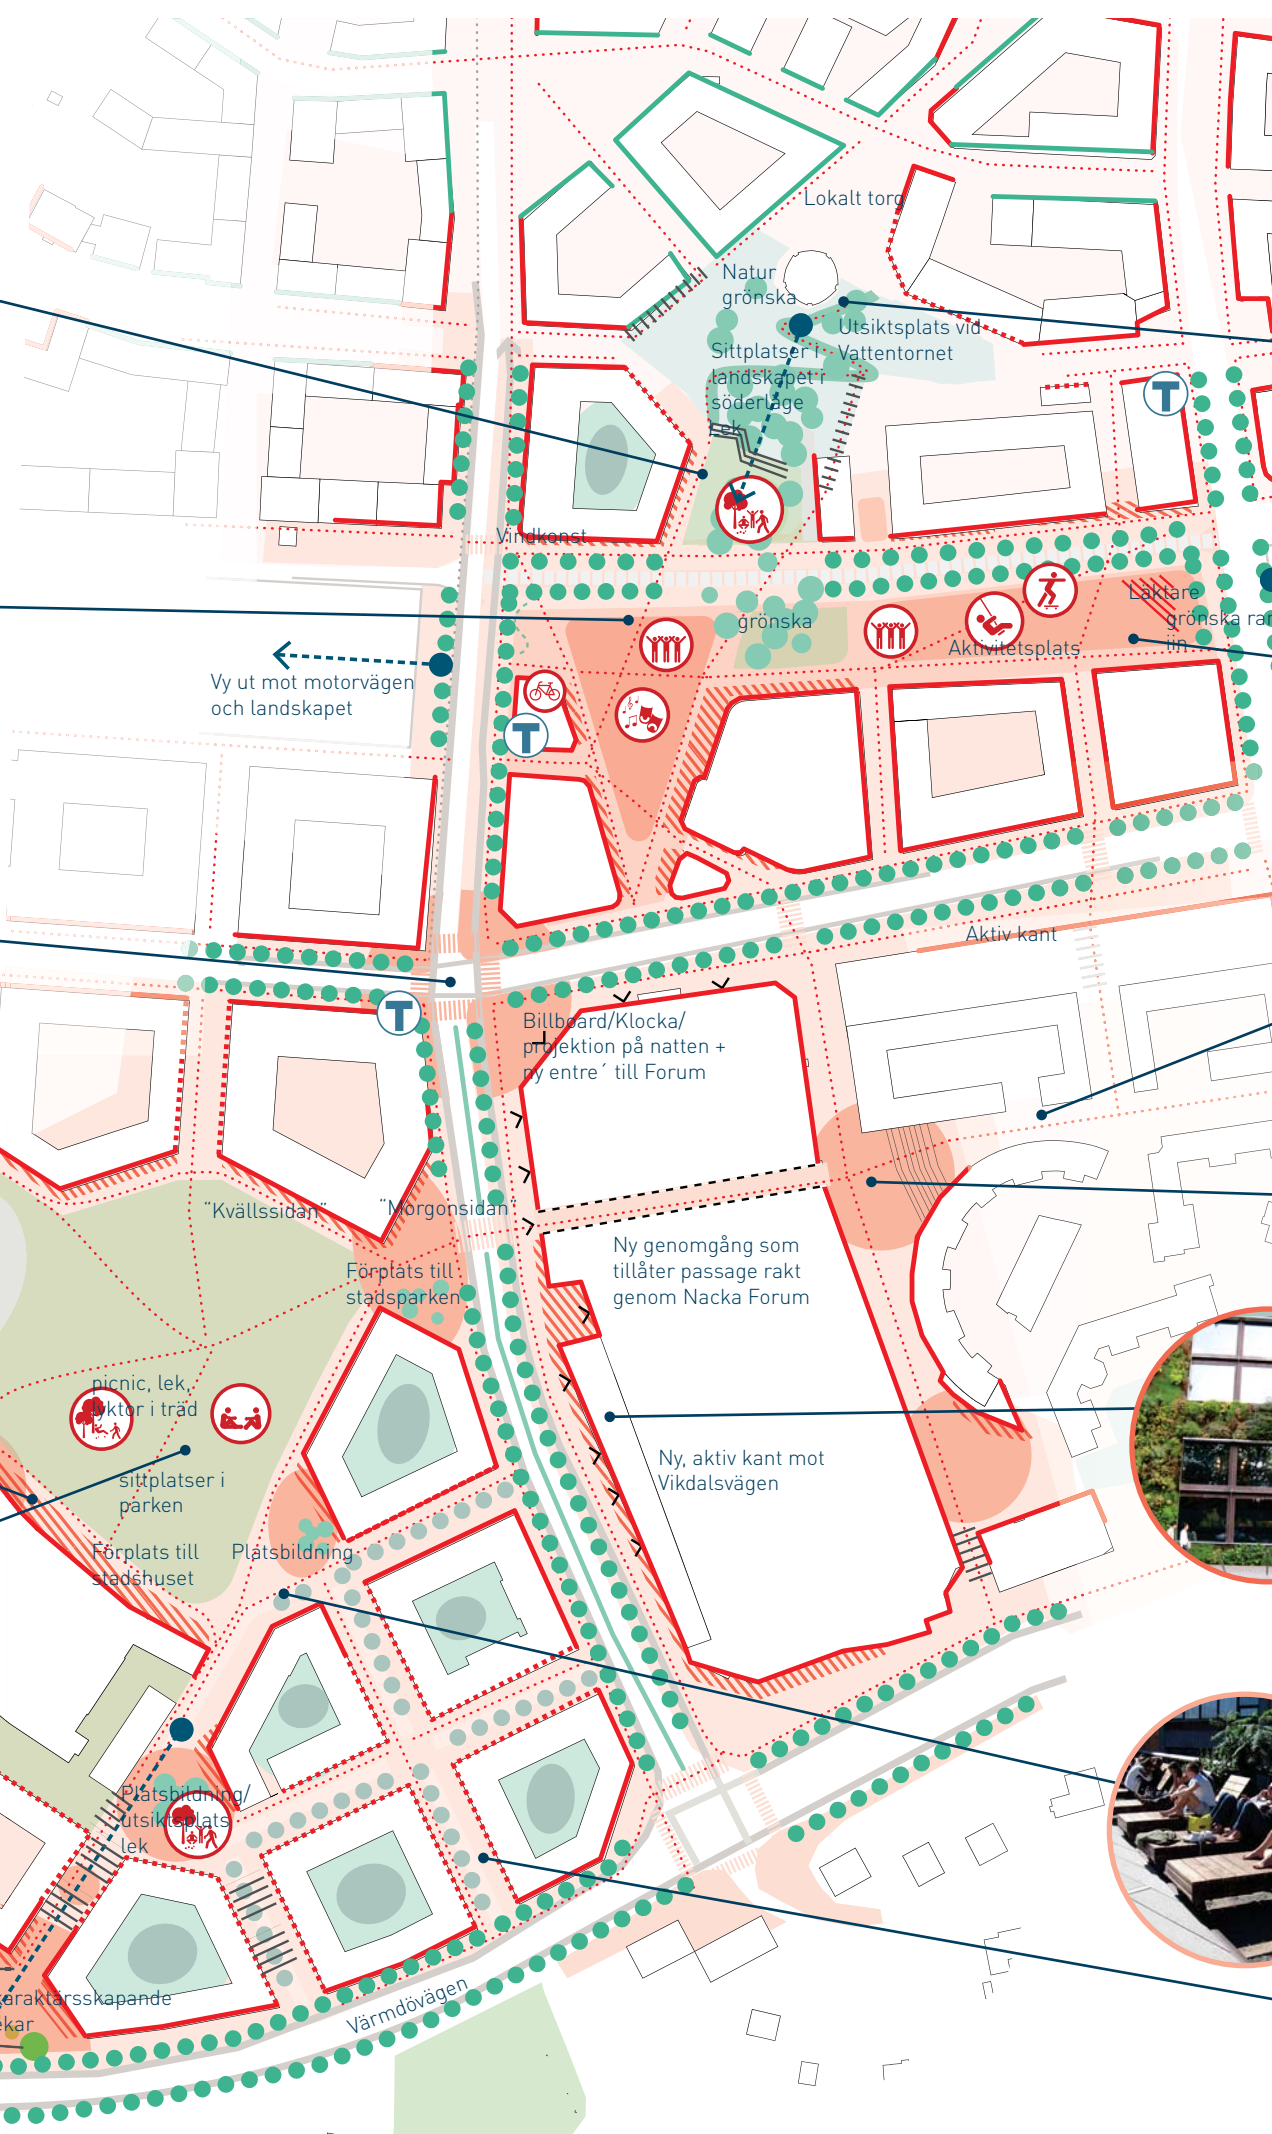 Lokalt torg
Natur
grönska
Utsiktsplats vid
Vattentornet
Sittplatser i
landskapet i
söderläge
Lek
T
Vindkonst
Läktare
grönska
grönska
Aktivitetsplats
Vy ut mot motorvägen
och landskapet
T
Aktiv kant
T
Billboard/Klocka/
projektion på natten +
ny entre´ till Forum
¨Kvällssidan¨
¨Morgonsidan¨
Ny genomgång som
tillåter passage rakt
genom Nacka Forum
Förplats till
stadsparken
picnic, lek,
lyktor i träd
Ny, aktiv kant mot
Vikdalsvägen
sittplatser i
parken
Förplats till
stadshuset
Platsbildning
Platsbildning/
utsiktsplats
lek
karaktärsskapande
ekar
Värmdövägen